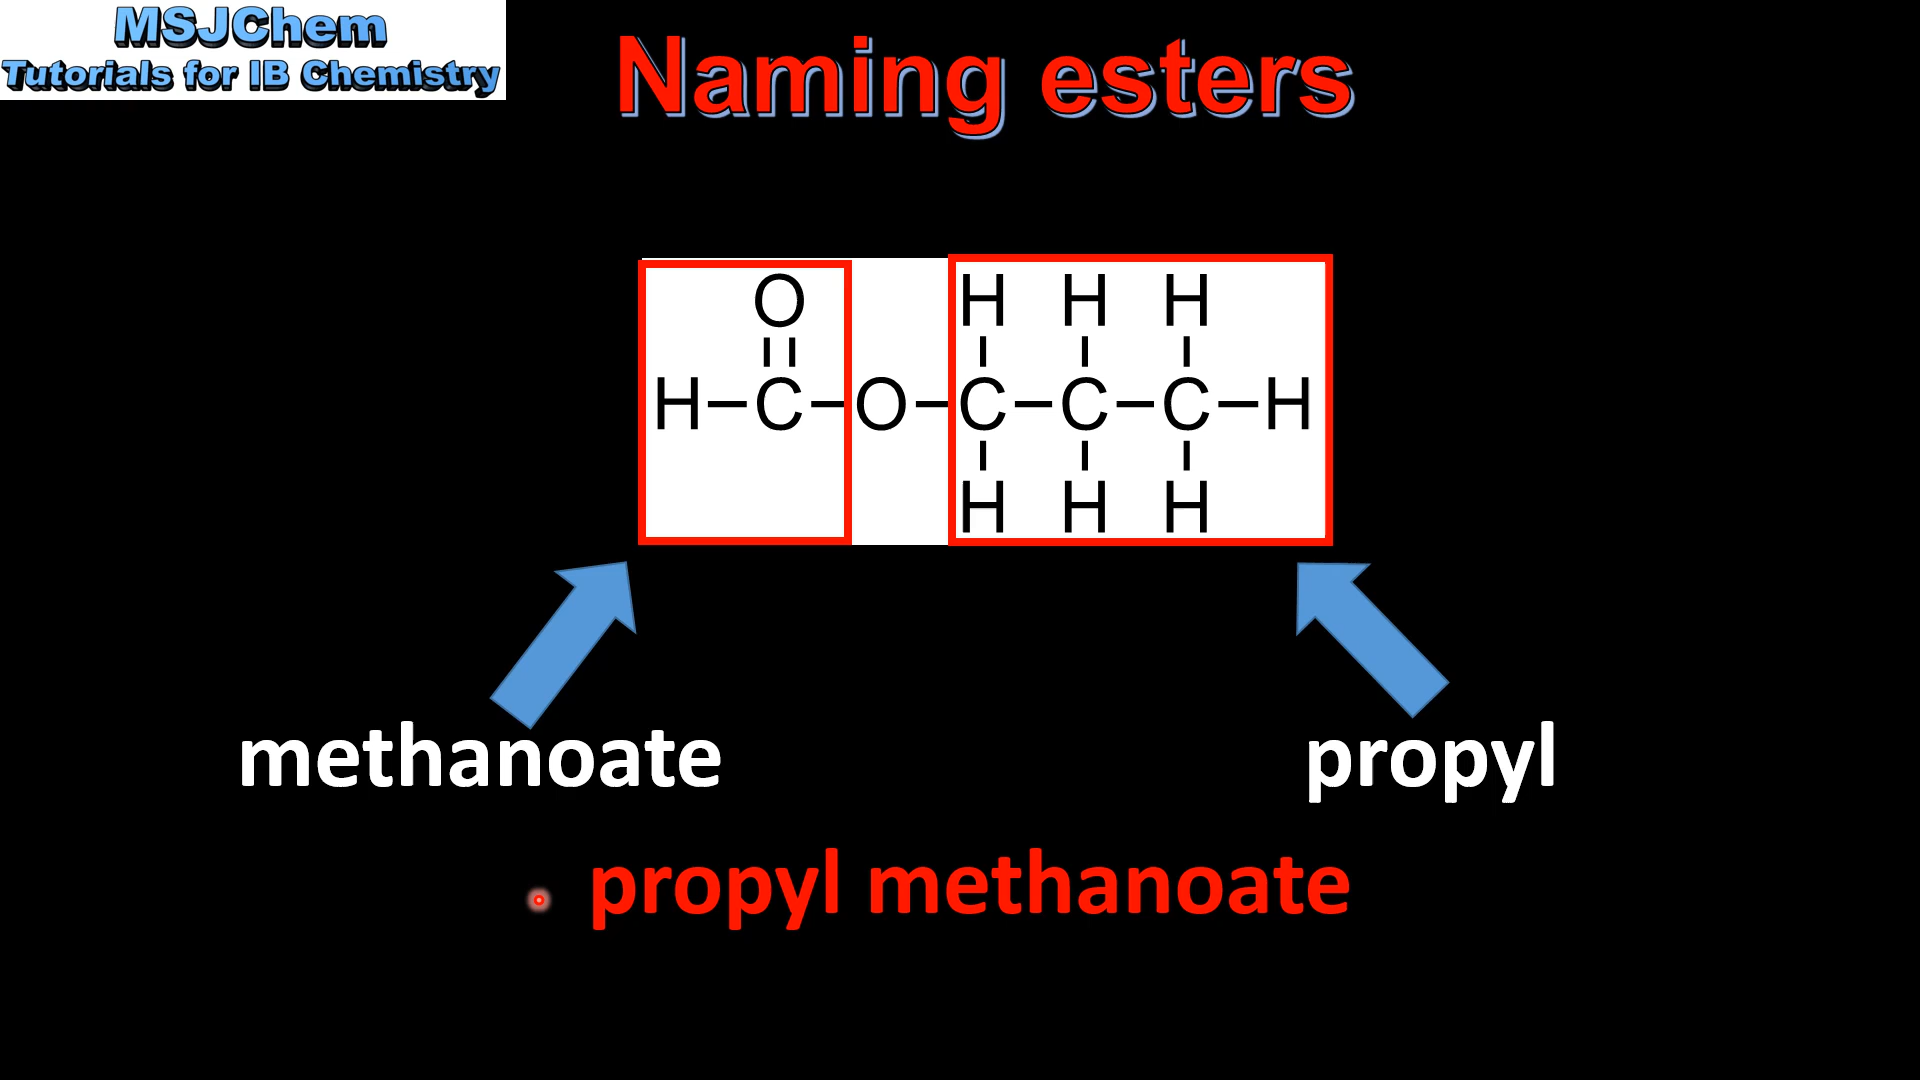 MSJChem
Tutorials for IB Chemistry
Naming esters
O H H H
H C O C C C H
H H H
methanoate propyl
propyl methanoate